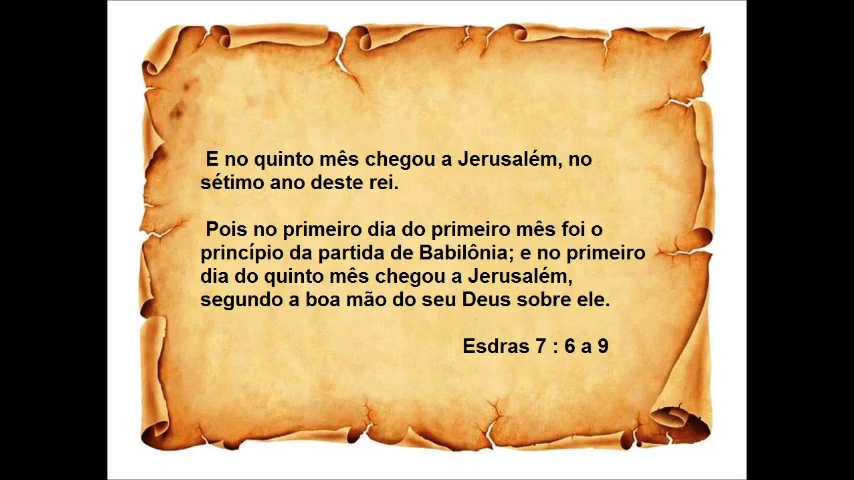 E no quinto mês chegou a Jerusalém, no
sétimo ano deste rei.
Pois no primeiro dia do primeiro mês foi o
princípio da partida de Babilônia; e no primeiro
dia do quinto mês chegou a Jerusalém,
segundo a boa mão do seu Deus sobre ele.
Esdras 7 : 6 a 9